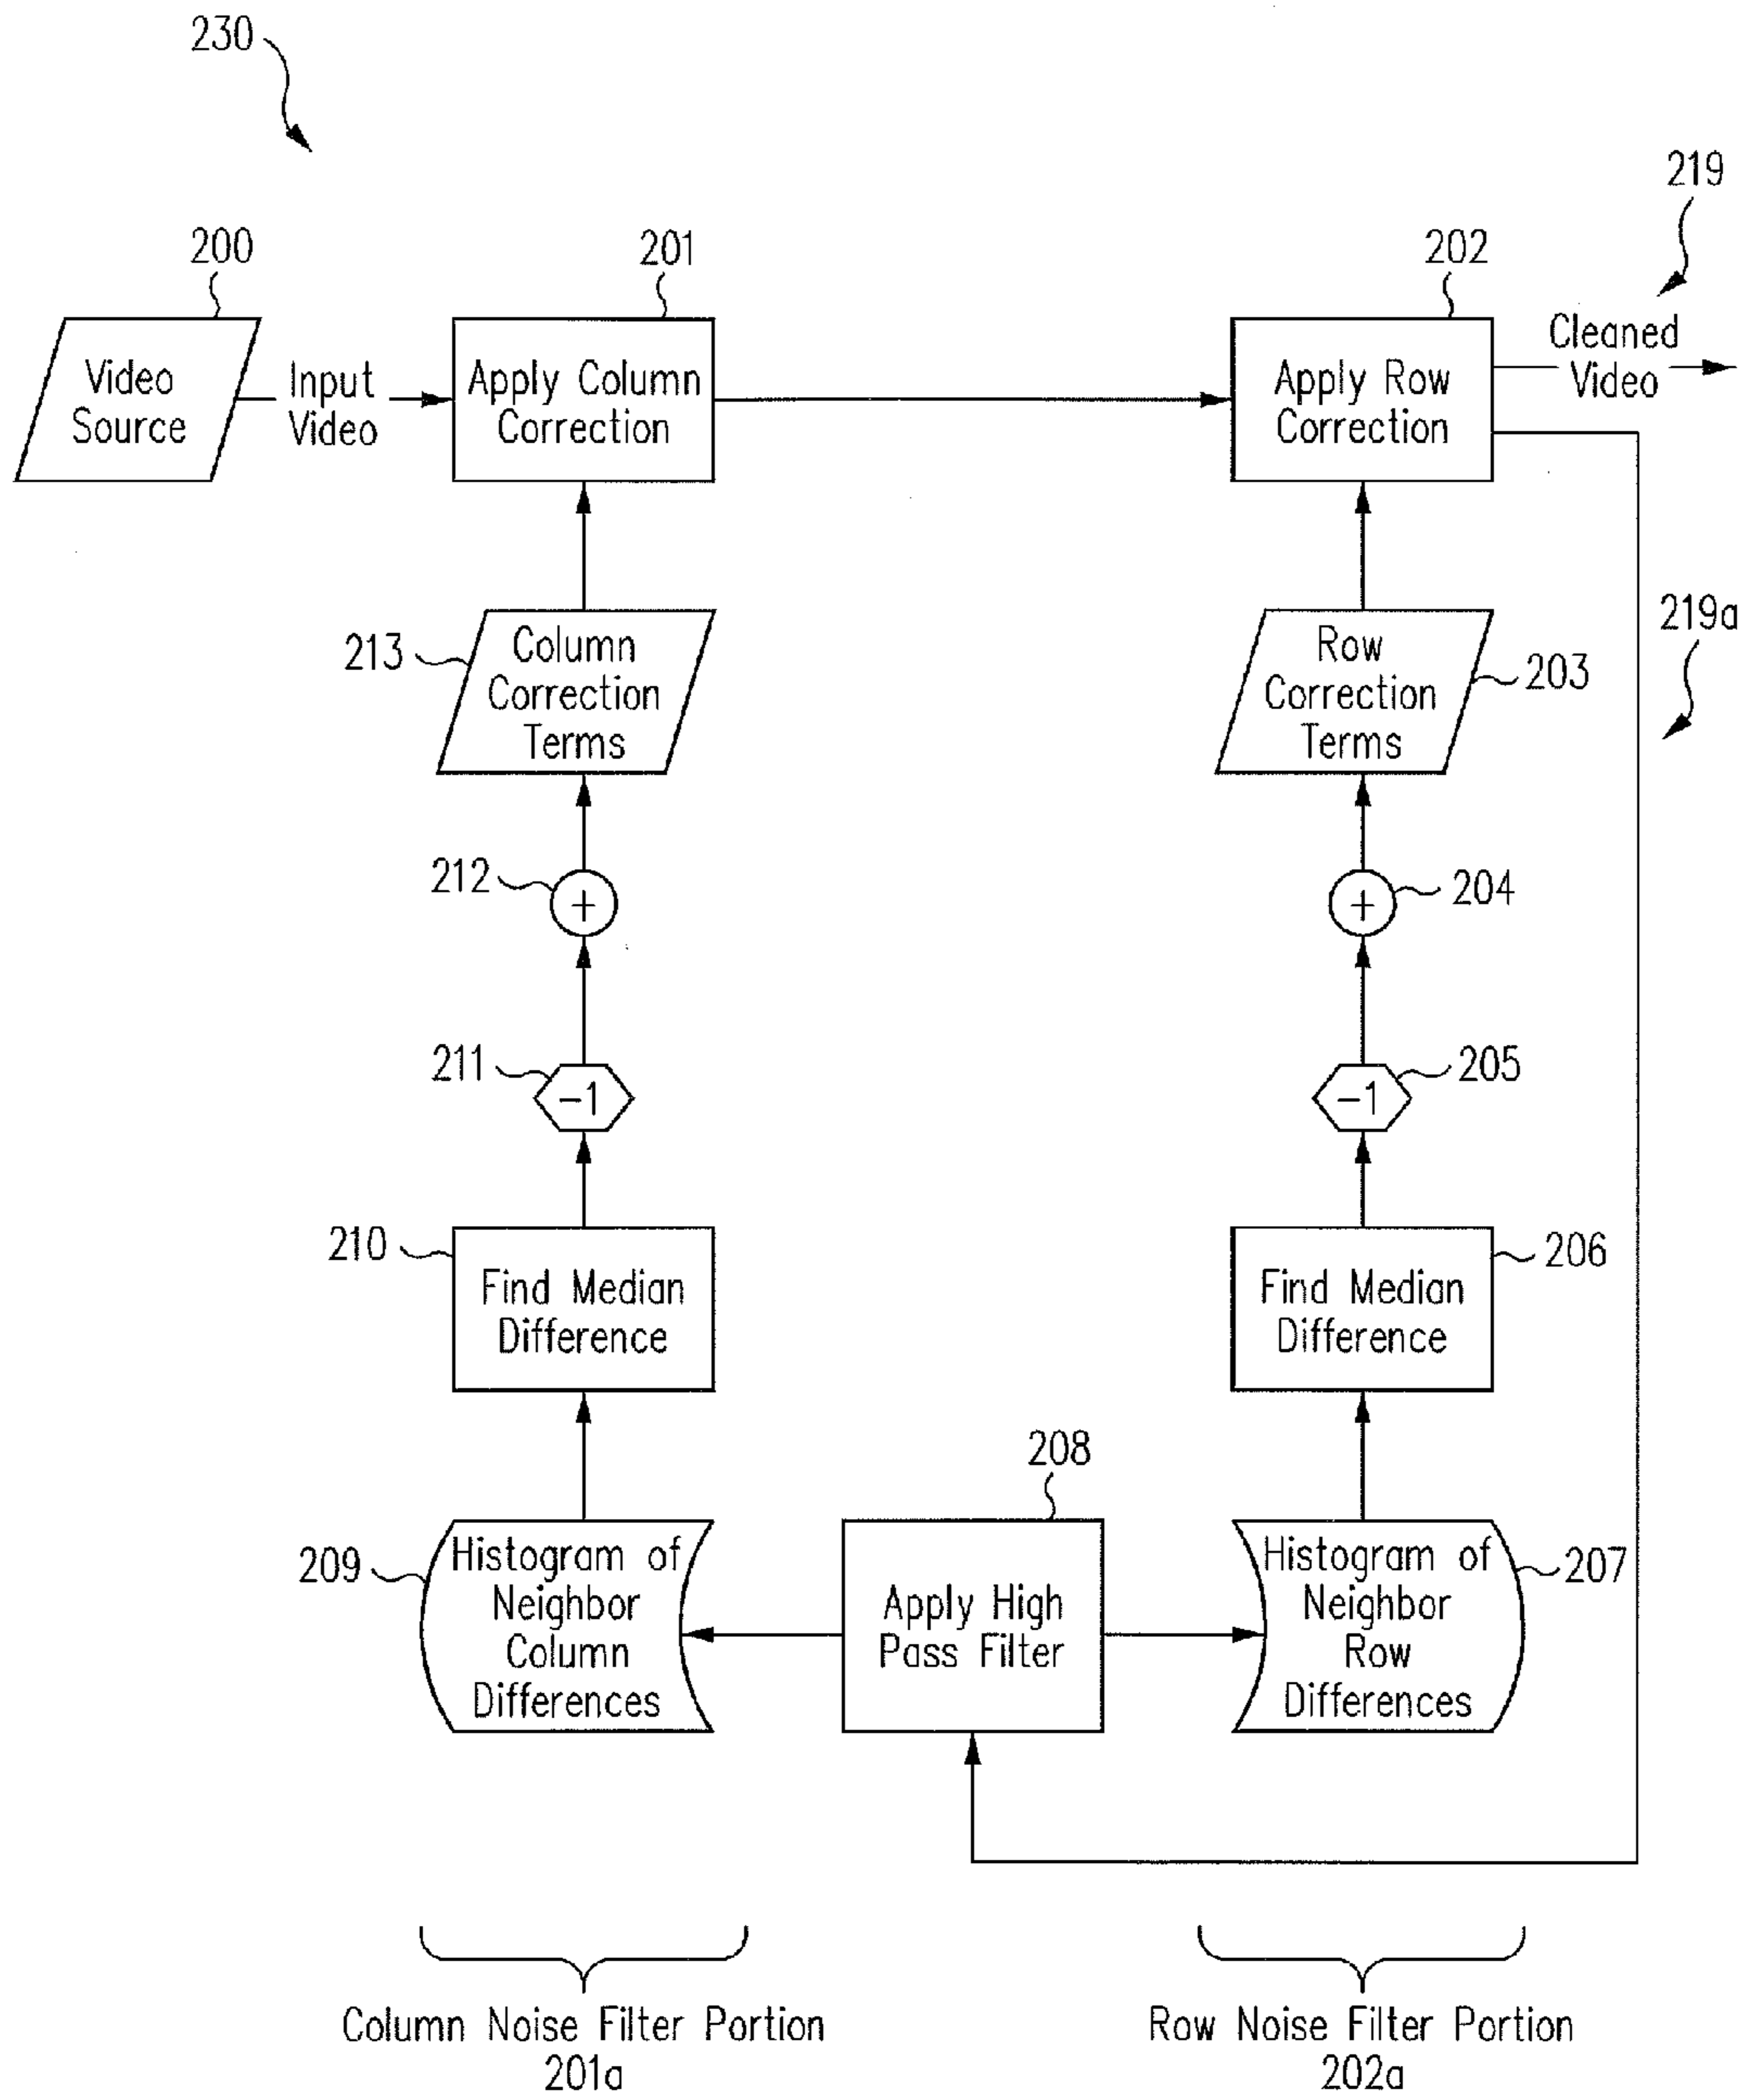 230
219
200
201
202
Video
Source
Input
Video
Apply Column
Correction
Apply Row
Correction
Cleaned
Video
219a
213
Column
Correction
Terms
Row
Correction
Terms
203
212
+
+
204
211
-1
-1
205
210
Find Median
Difference
Find Median
Difference
206
208
209
Histogram of
Neighbor
Column
Differences
Apply High
Pass Filter
Histogram of
Neighbor
Row
Differences
207
Column Noise Filter Portion
201a
Row Noise Filter Portion
202a